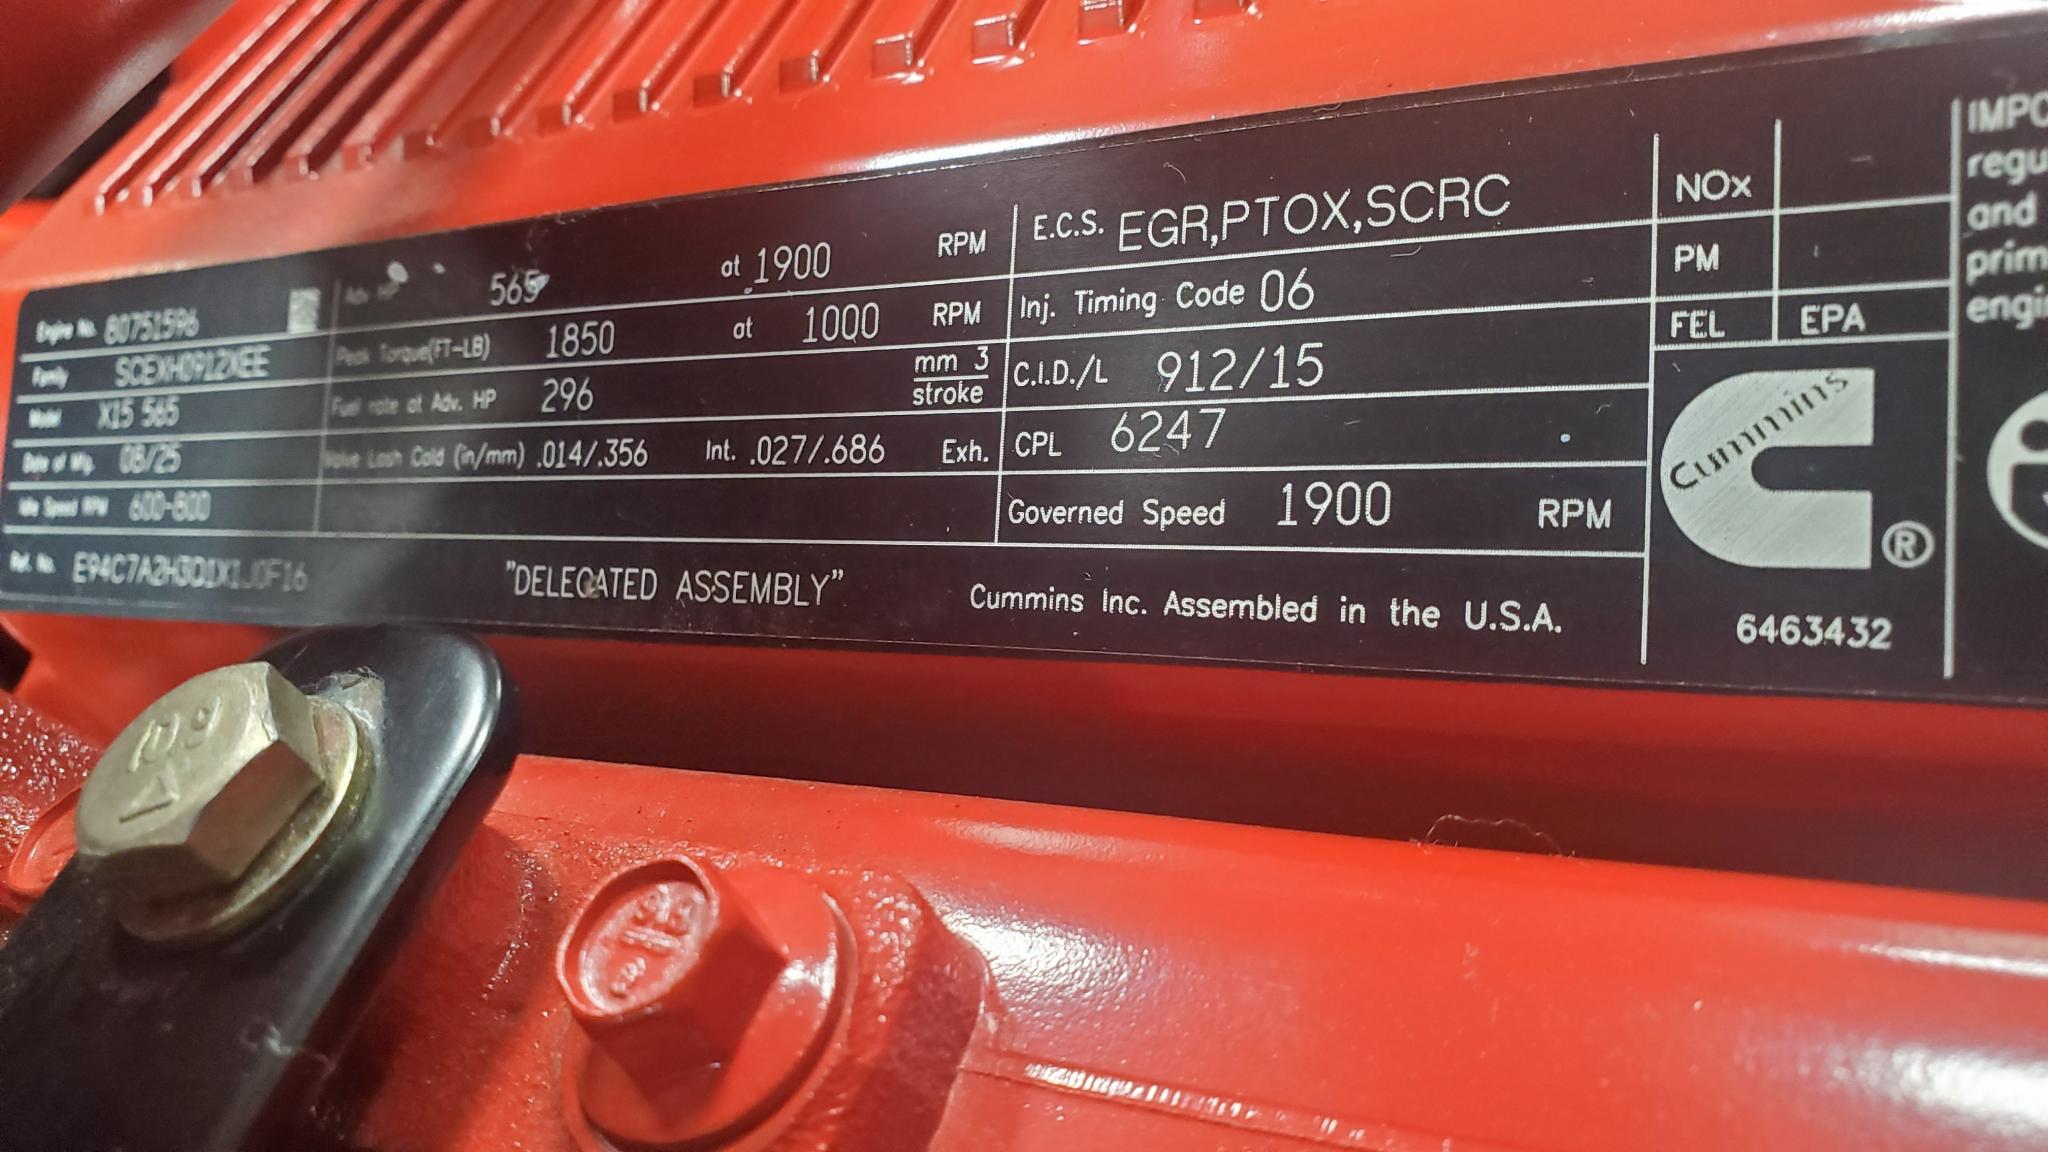 Engine No. 80751596
Family SCEXH0912XEE
Model X15 565
Date of Mfg. 08/25
Idle Speed RPM 600-800
Ref. No.
Adv. HP 565 at 1900 RPM
Peak Torque(FT-LB) 1850 at 1000 RPM
Fuel rate at Adv. HP 296 mm 3 stroke
Valve Lash Cold (in/mm) .014/.356 Int. .027/.686 Exh.
"DELEGATED ASSEMBLY"
E.C.S. EGR,PTOX,SCRC
Inj. Timing Code 06
C.I.D./L 912/15
CPL 6247
Governed Speed 1900 RPM
Cummins Inc. Assembled in the U.S.A.
NOx
PM
FEL EPA
Cummins
®
6463432
and
10.9